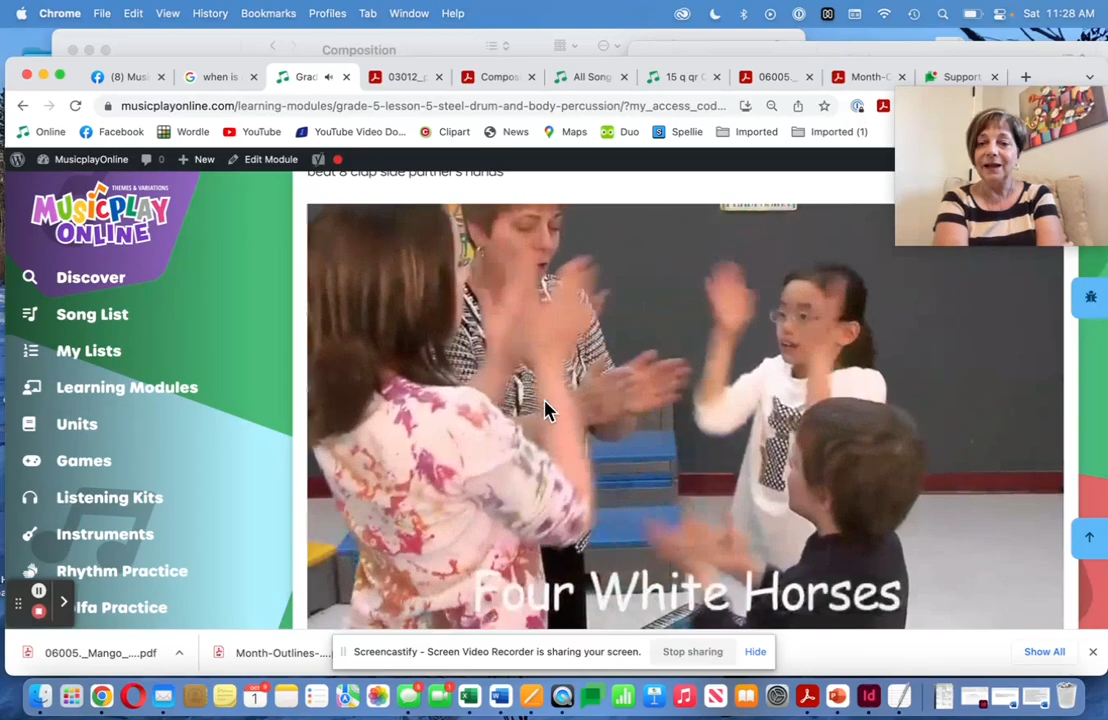 Chrome File Edit View History Bookmarks Profiles Tab Window Help Sat 11:28 AM
Composition
(8) Mus
when is
Grad
03012_
Compos
All Song
15 q qr
06005.
Month-C
Support
musicplayonline.com/learning-modules/grade-5-lesson-5-steel-drum-and-body-percussion/?my_access_cod...
Online Facebook Wordle YouTube YouTube Video Do... Clipart News Maps Duo Spellie Imported Imported (1)
MusicplayOnline 0 New Edit Module
beat 8 clap side partner's hands
THEMES & VARIATIONS
MUSICPLAY
ONLINE
Discover
Song List
My Lists
Learning Modules
Units
Games
Listening Kits
Instruments
Rhythm Practice
olfa Practice
Four White Horses
06005._Mango_....pdf
Month-Outlines-....
Screencastify - Screen Video Recorder is sharing your screen.
Stop sharing
Hide
Show All